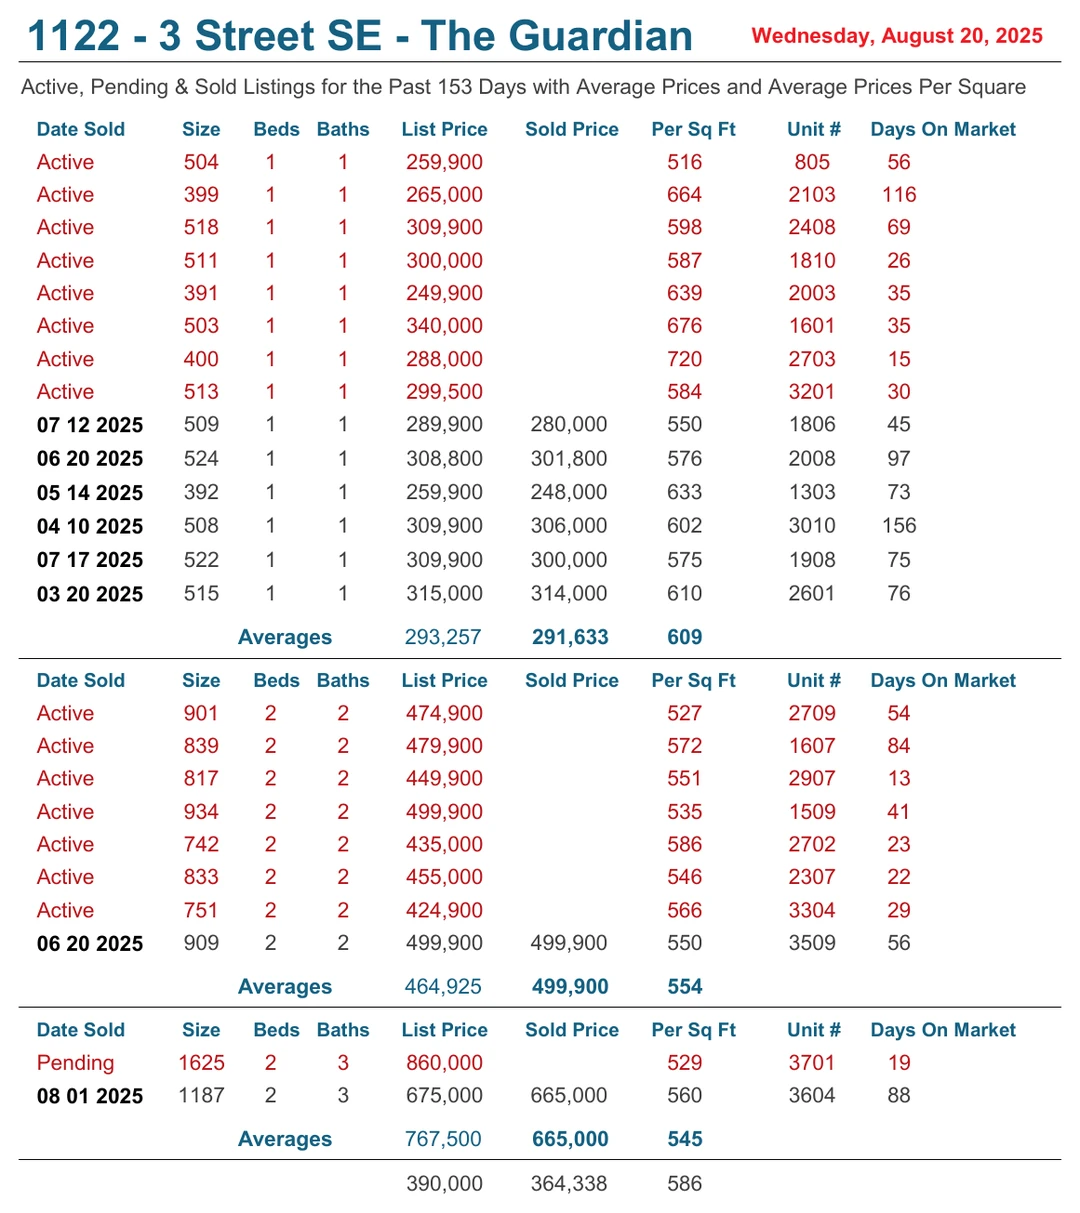 1122 - 3 Street SE - The Guardian Wednesday, August 20, 2025
Active, Pending & Sold Listings for the Past 153 Days with Average Prices and Average Prices Per Square
Date Sold Size Beds Baths List Price Sold Price Per Sq Ft Unit # Days On Market
Active 504 1 1 259,900 516 805 56
Active 399 1 1 265,000 664 2103 116
Active 518 1 1 309,900 598 2408 69
Active 511 1 1 300,000 587 1810 26
Active 391 1 1 249,900 639 2003 35
Active 503 1 1 340,000 676 1601 35
Active 400 1 1 288,000 720 2703 15
Active 513 1 1 299,500 584 3201 30
07 12 2025 509 1 1 289,900 280,000 550 1806 45
06 20 2025 524 1 1 308,800 301,800 576 2008 97
05 14 2025 392 1 1 259,900 248,000 633 1303 73
04 10 2025 508 1 1 309,900 306,000 602 3010 156
07 17 2025 522 1 1 309,900 300,000 575 1908 75
03 20 2025 515 1 1 315,000 314,000 610 2601 76
Averages 293,257 291,633 609
Date Sold Size Beds Baths List Price Sold Price Per Sq Ft Unit # Days On Market
Active 901 2 2 474,900 527 2709 54
Active 839 2 2 479,900 572 1607 84
Active 817 2 2 449,900 551 2907 13
Active 934 2 2 499,900 535 1509 41
Active 742 2 2 435,000 586 2702 23
Active 833 2 2 455,000 546 2307 22
Active 751 2 2 424,900 566 3304 29
06 20 2025 909 2 2 499,900 499,900 550 3509 56
Averages 464,925 499,900 554
Date Sold Size Beds Baths List Price Sold Price Per Sq Ft Unit # Days On Market
Pending 1625 2 3 860,000 529 3701 19
08 01 2025 1187 2 3 675,000 665,000 560 3604 88
Averages 767,500 665,000 545
390,000 364,338 586